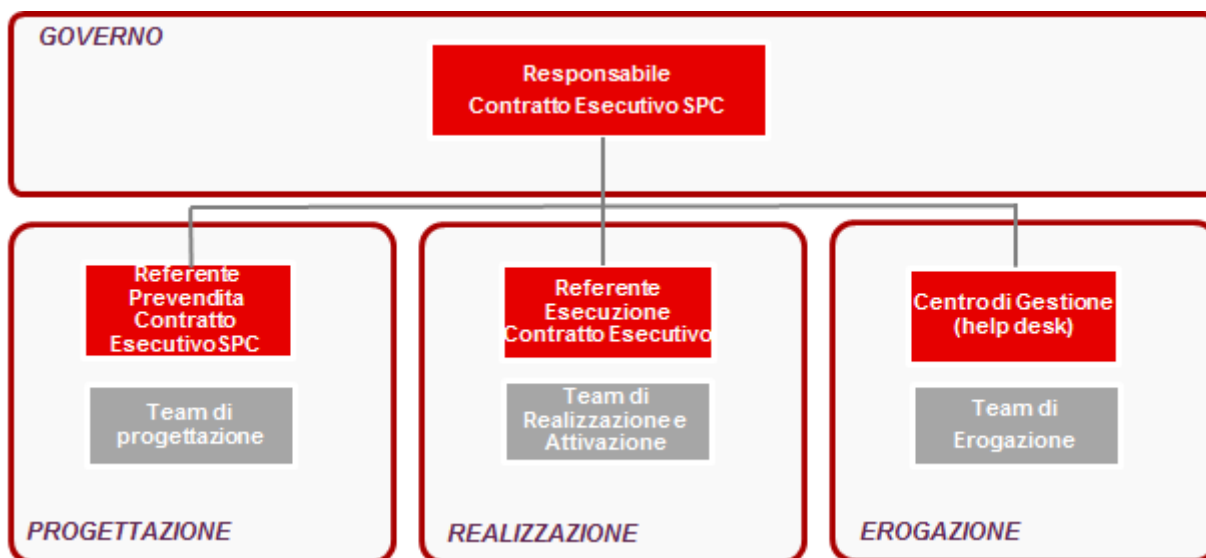 GOVERNO
Responsabile
Contratto Esecutivo SPC
Referente
Prevendita
Contratto
Esecutivo SPC
Team di
progettazione
PROGETTAZIONE
Referente
Esecuzione
Contratto Esecutivo
Team di
Realizzazione e
Attivazione
REALIZZAZIONE
Centro di Gestione
(help desk)
Team di
Erogazione
EROGAZIONE